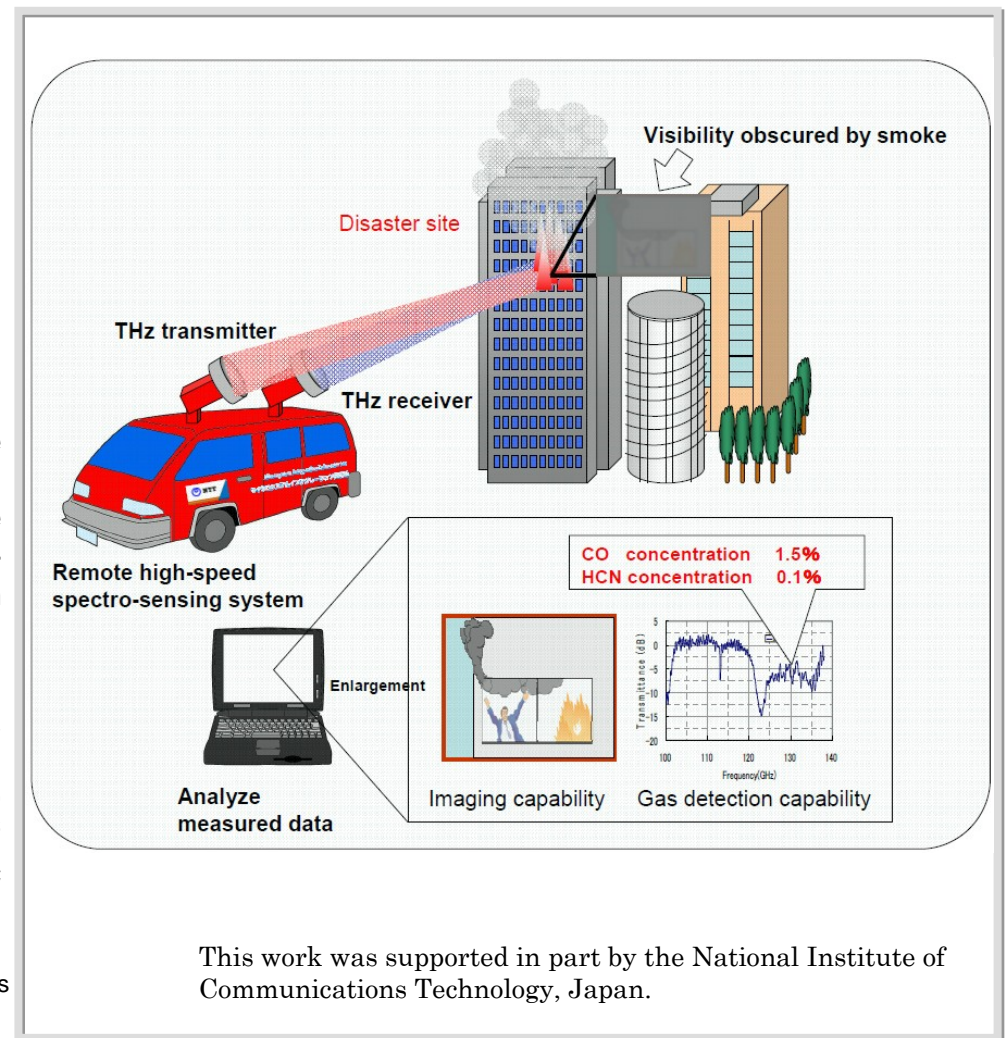 Visibility obscured by smoke
Disaster site
THz transmitter
THz receiver
NTT
Remote high-speed
spectro-sensing system
CO concentration 1.5%
HCN concentration 0.1%
Enlargement
Transmittance (dB)
5
0
-5
-10
-15
-20
100 110 120 130 140
Frequency(GHz)
Analyze
measured data
Imaging capability
Gas detection capability
This work was supported in part by the National Institute of
Communications Technology, Japan.
s